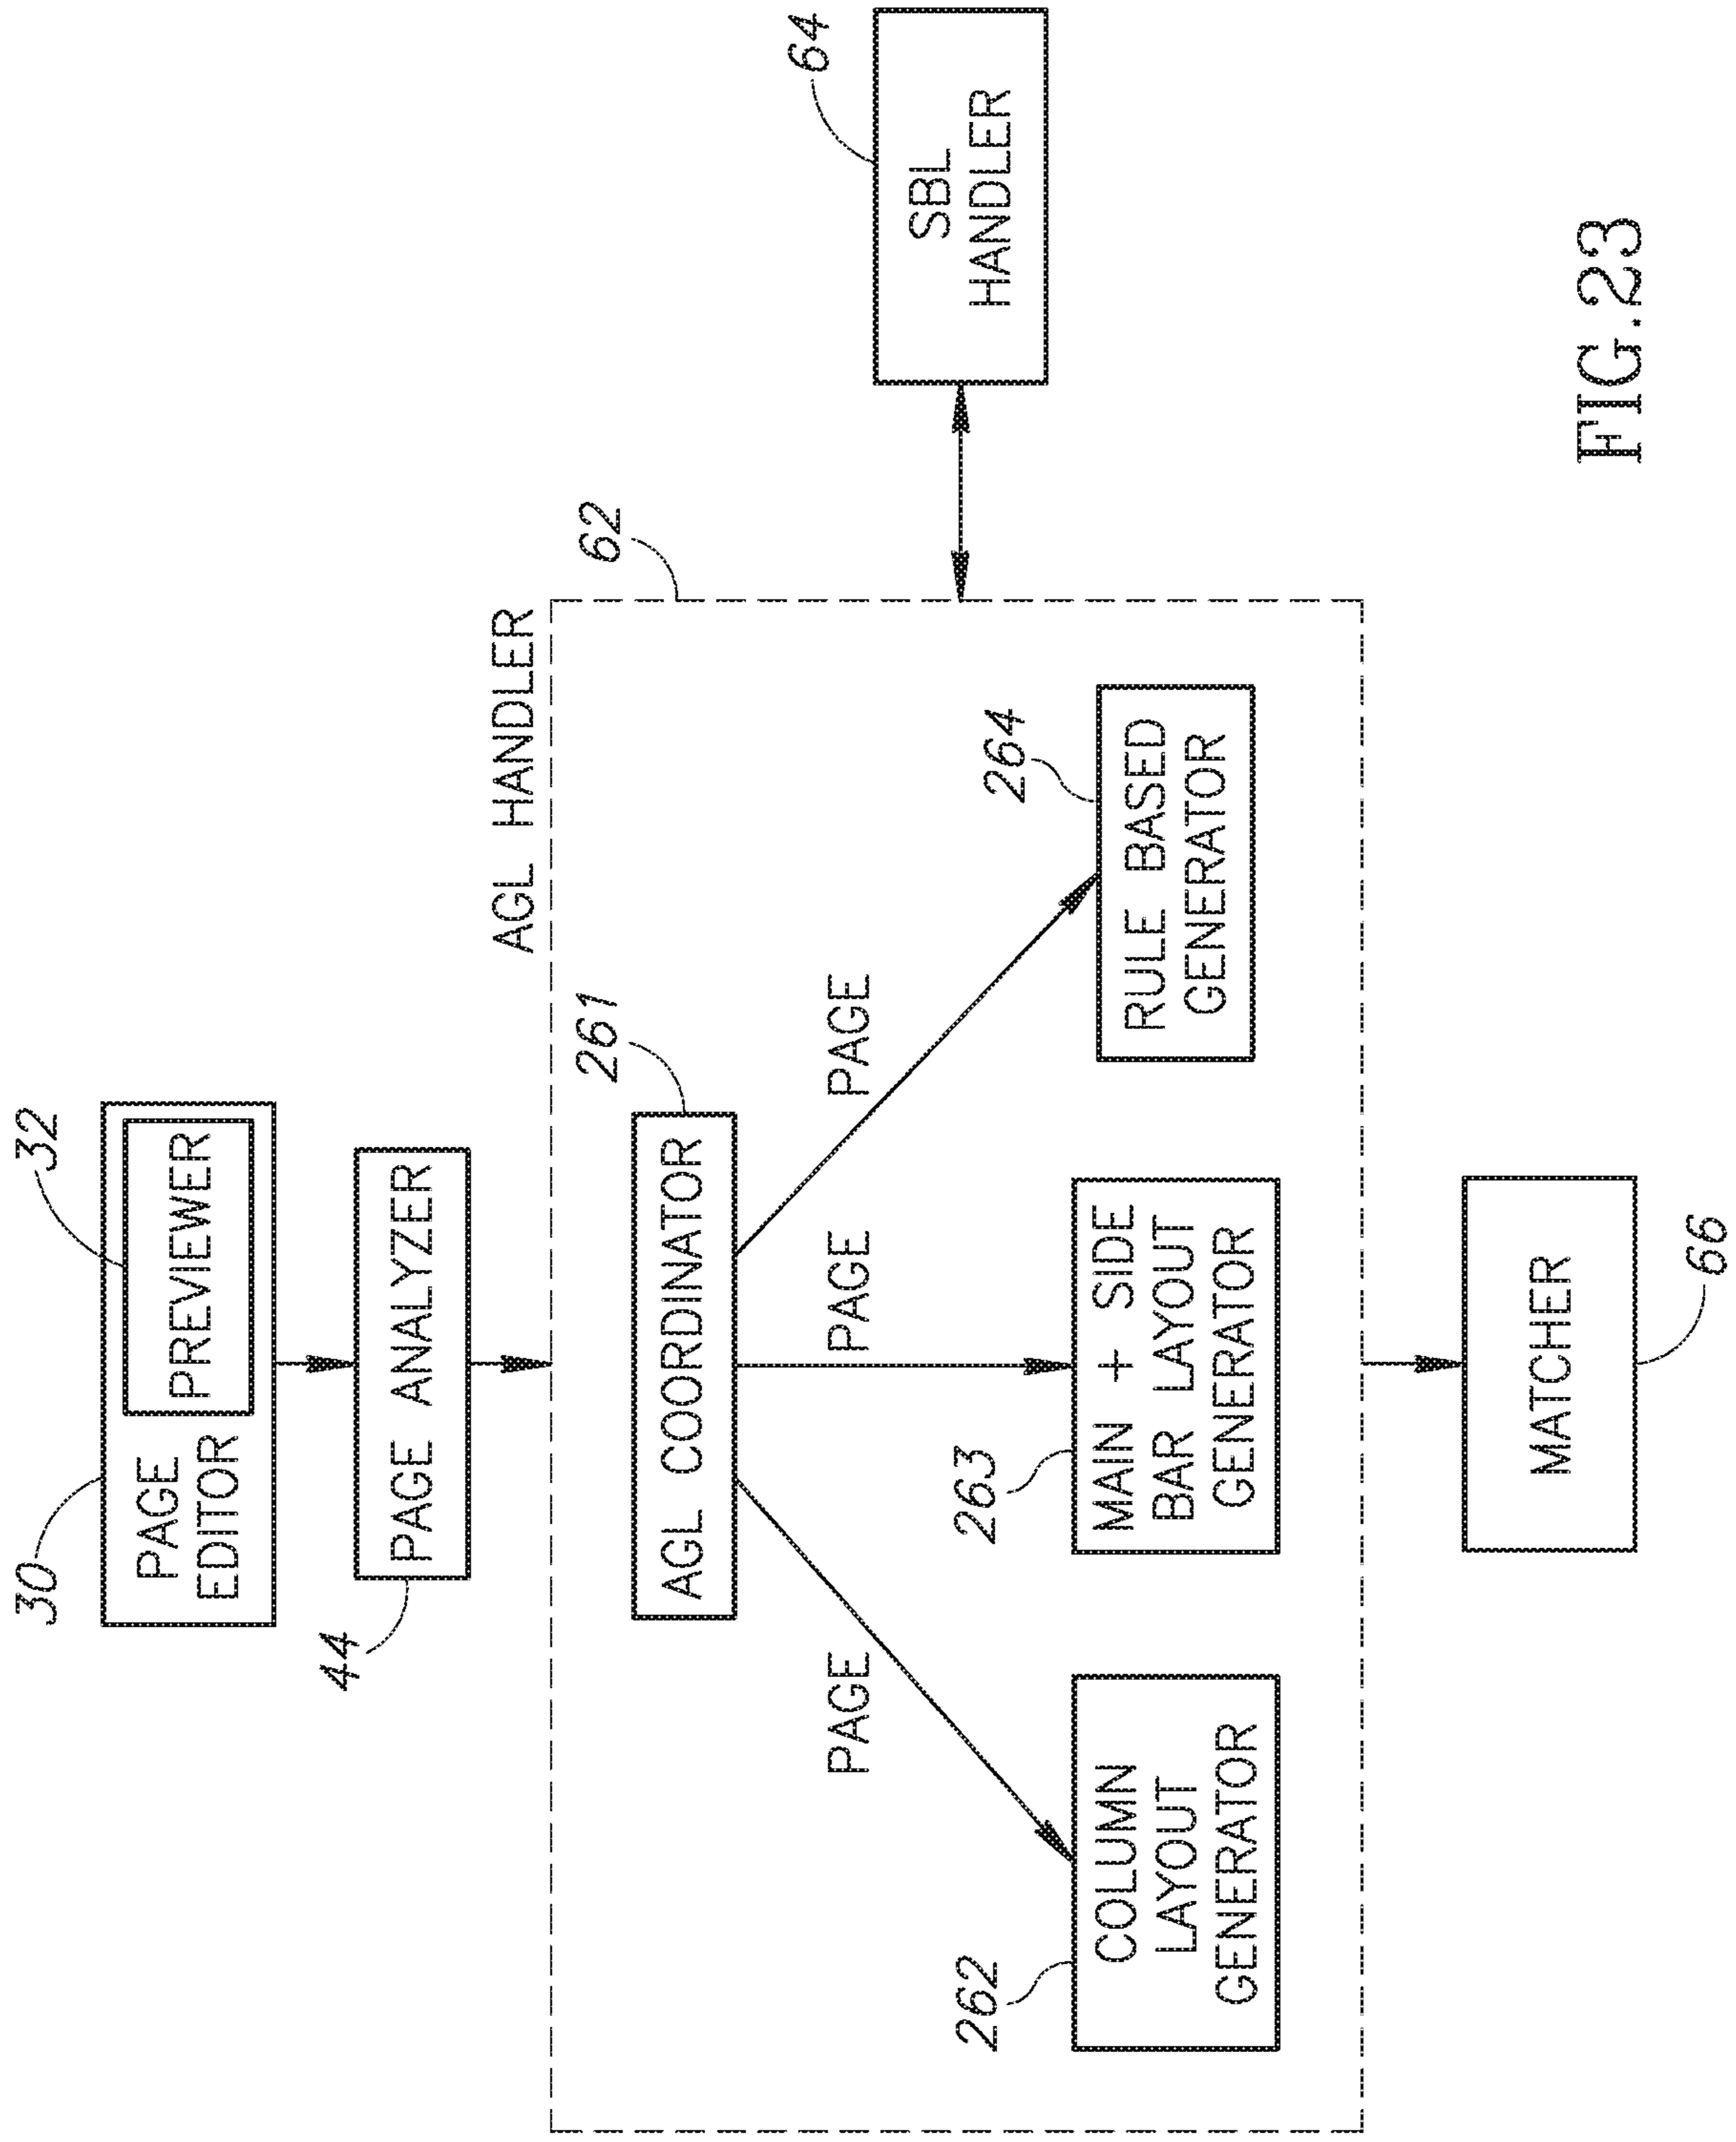 30
32
PAGE
EDITOR
PREVIEWER
44
PAGE ANALYZER
AGL HANDLER
62
261
AGL COORDINATOR
PAGE
PAGE
PAGE
262
COLUMN
LAYOUT
GENERATOR
263
MAIN + SIDE
BAR LAYOUT
GENERATOR
264
RULE BASED
GENERATOR
64
SBL
HANDLER
MATCHER
66
FIG.23